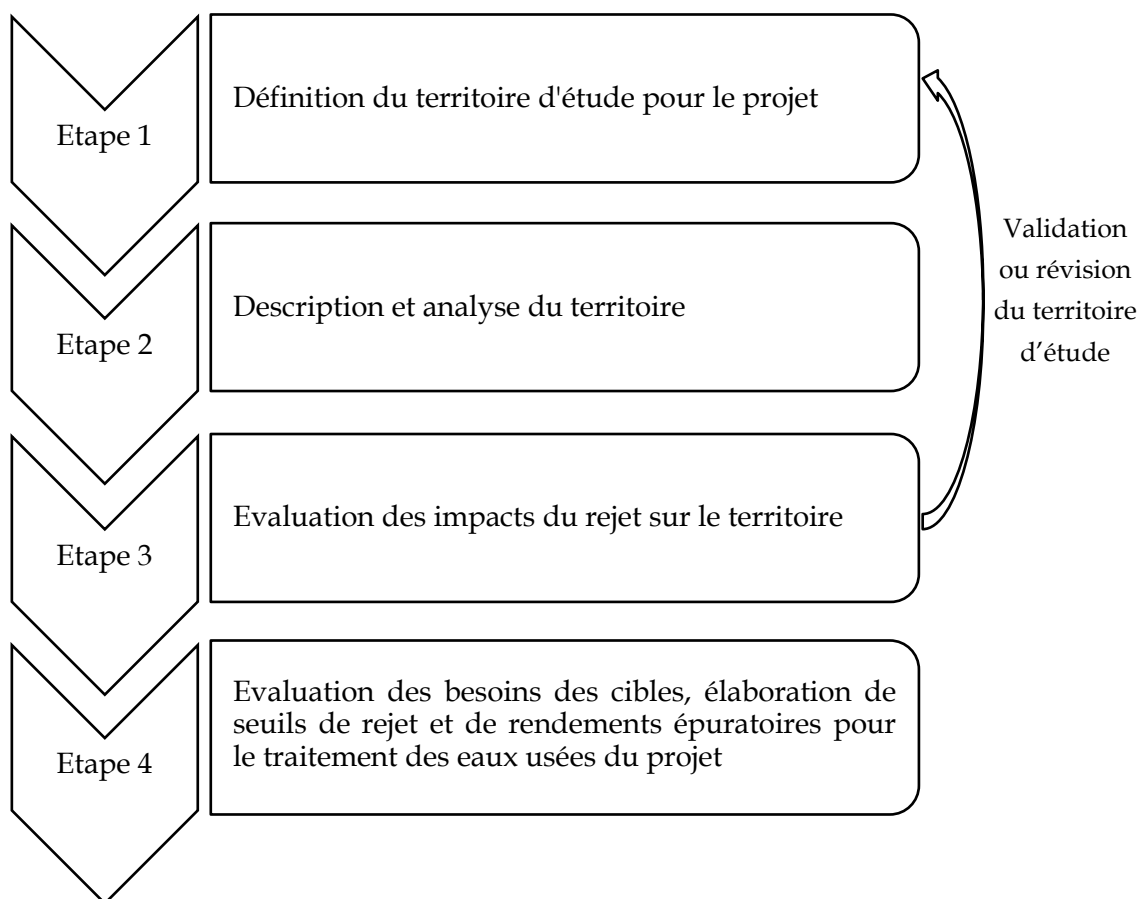 Etape 1
Définition du territoire d'étude pour le projet
Etape 2
Description et analyse du territoire
Validation
ou révision
du territoire
d’étude
Etape 3
Evaluation des impacts du rejet sur le territoire
Etape 4
Evaluation des besoins des cibles, élaboration de
seuils de rejet et de rendements épuratoires pour
le traitement des eaux usées du projet